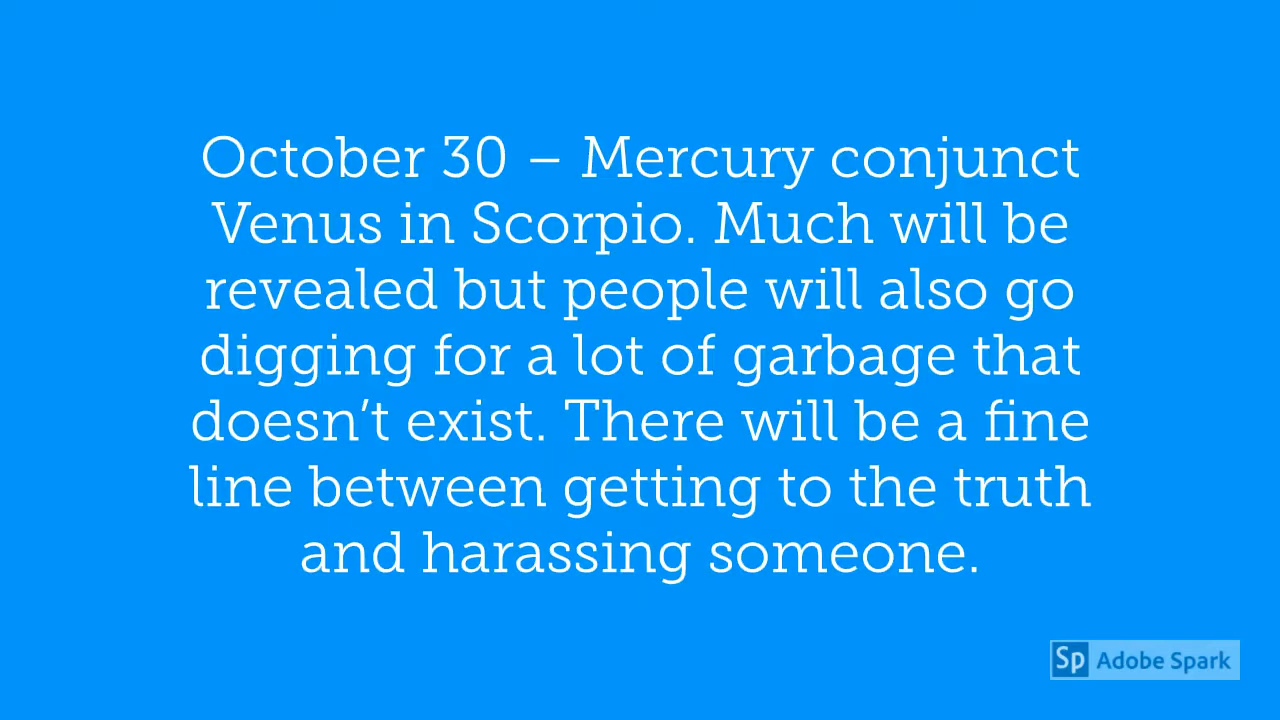 October 30 – Mercury conjunct
Venus in Scorpio. Much will be
revealed but people will also go
digging for a lot of garbage that
doesn’t exist. There will be a fine
line between getting to the truth
and harassing someone.
Sp Adobe Spark